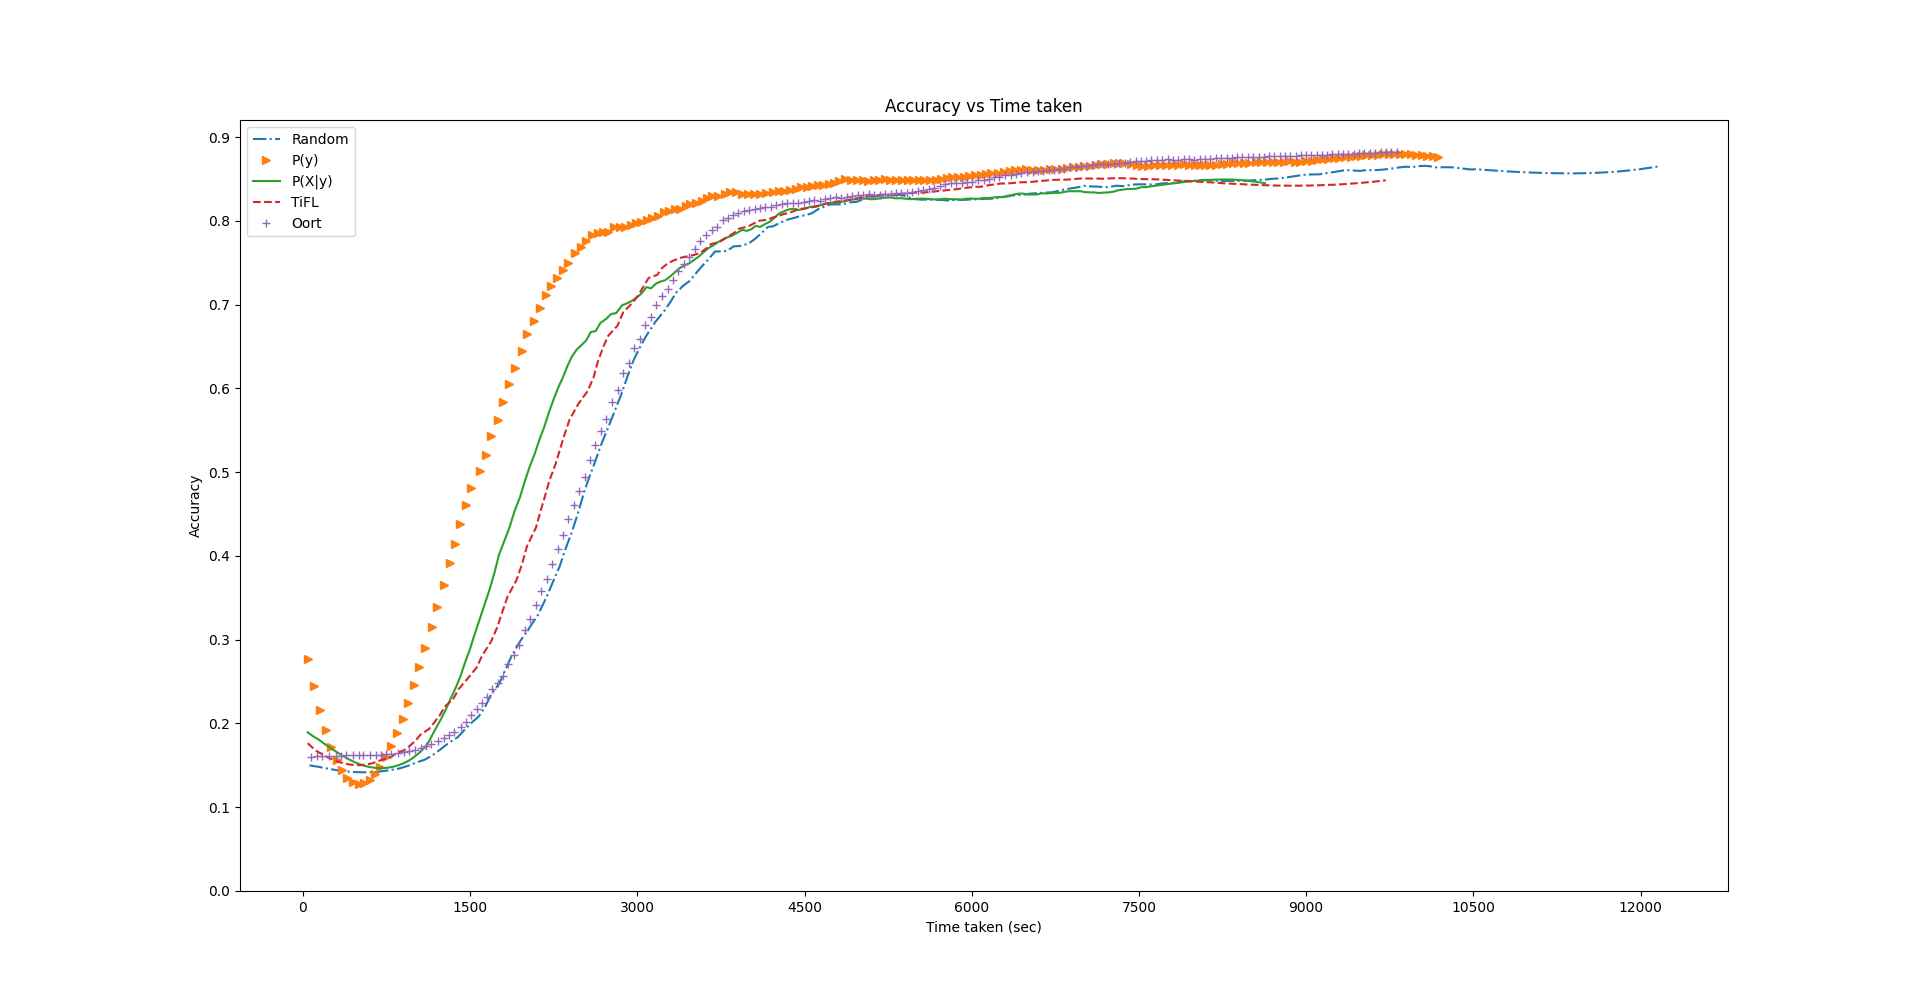 Accuracy vs Time taken
Random
P(y)
P(X|y)
TiFL
Oort
Accuracy
0.9
0.8
0.7
0.6
0.5
0.4
0.3
0.2
0.1
0.0
0 1500 3000 4500 6000 7500 9000 10500 12000
Time taken (sec)